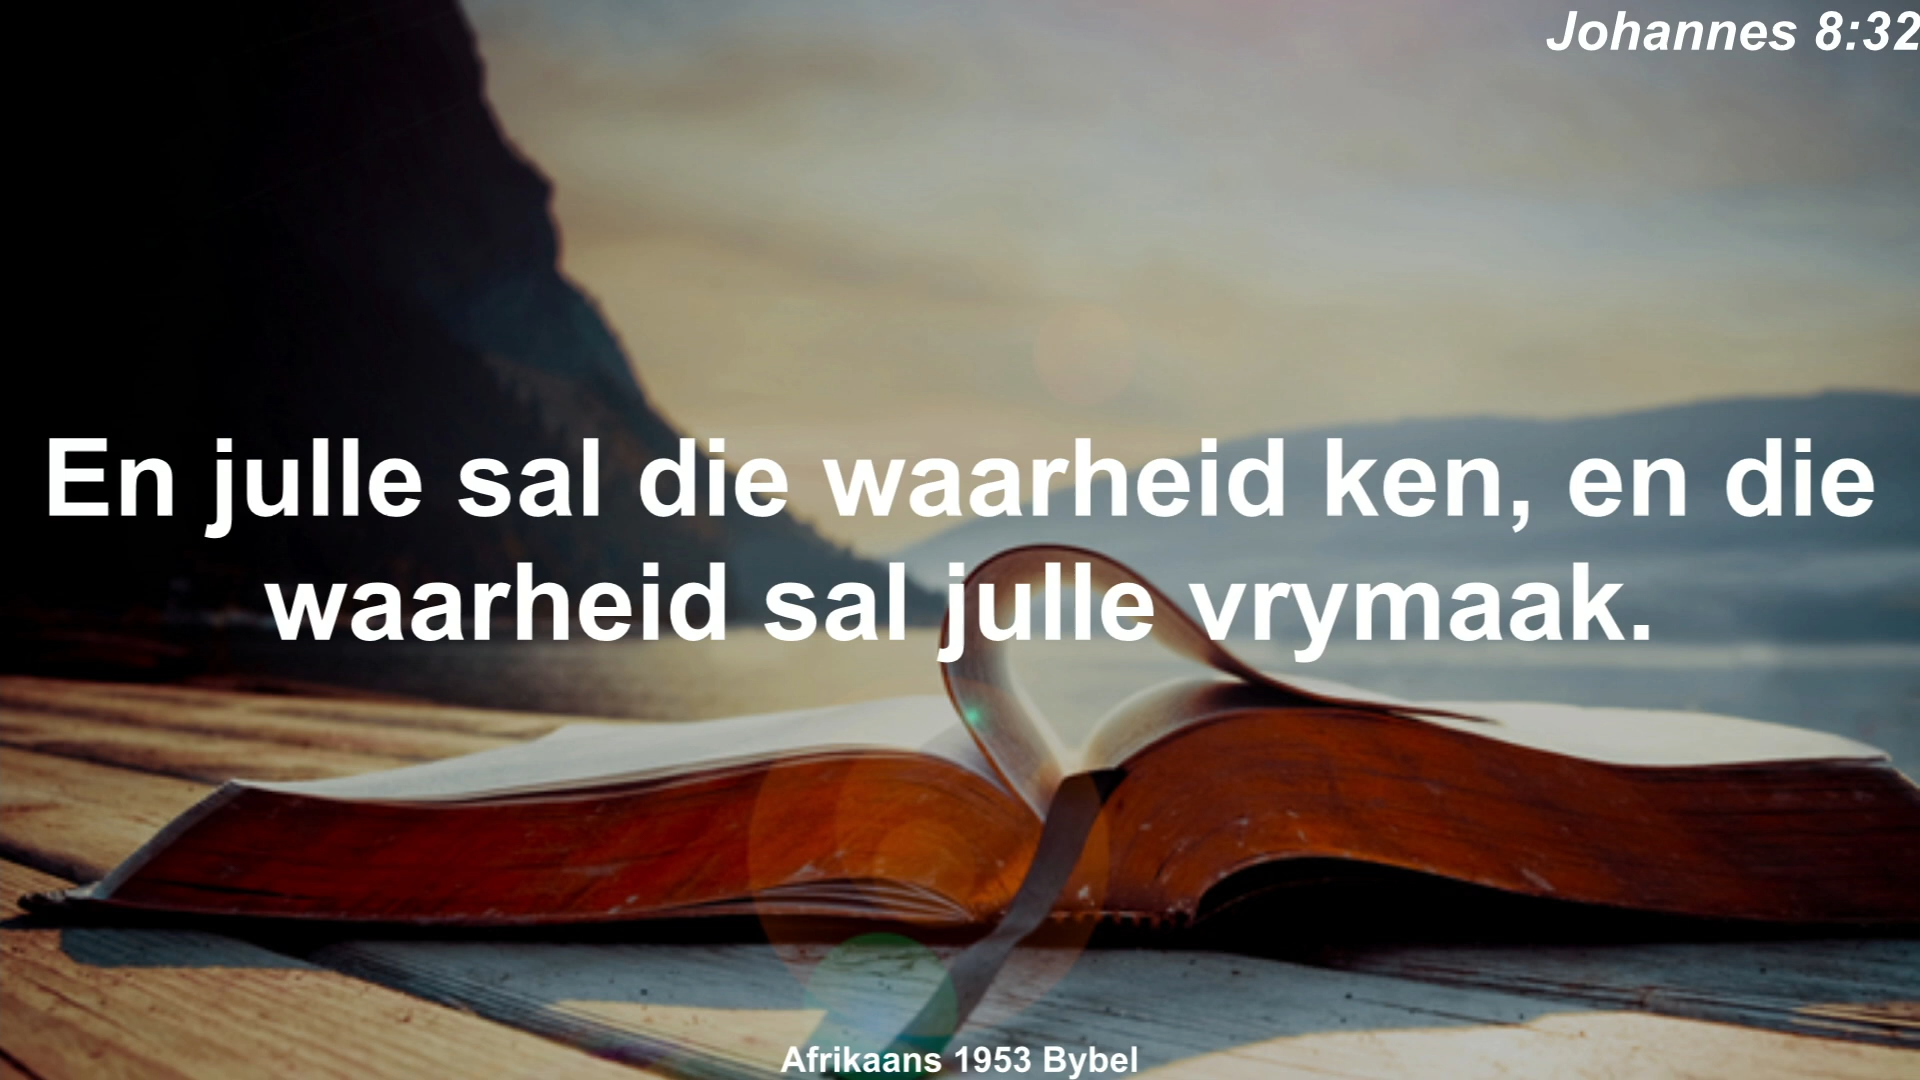 Johannes 8:32
En julle sal die waarheid ken, en die
waarheid sal julle vrymaak.
Afrikaans 1953 Bybel